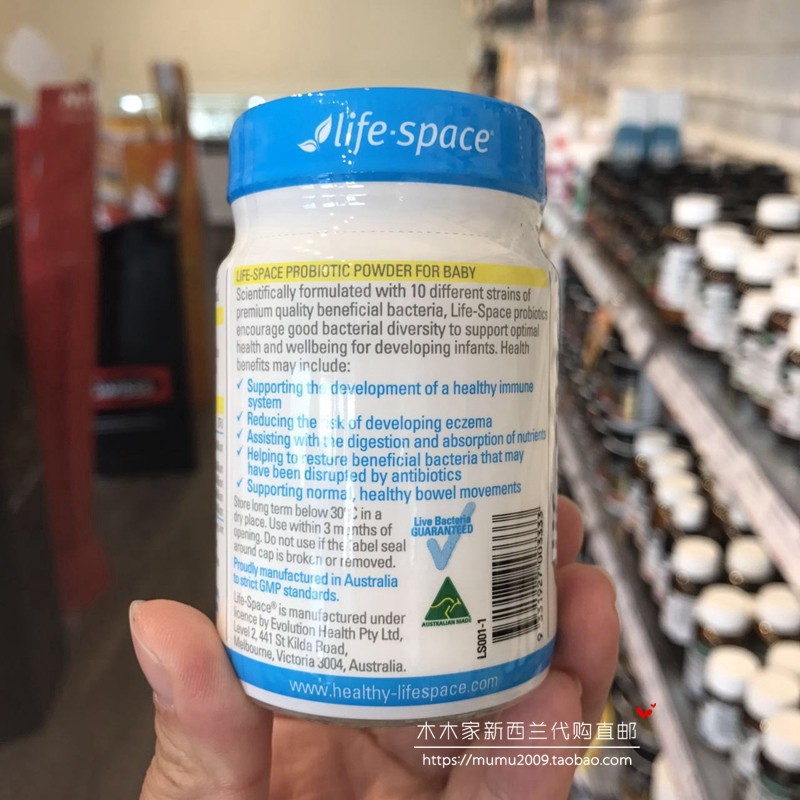 life-space®
LIFE-SPACE PROBIOTIC POWDER FOR BABY
Scientifically formulated with 10 different strains of
premium quality beneficial bacteria, Life-Space probiotics
encourage good bacterial diversity to support optimal
health and wellbeing for developing infants. Health
benefits may include:
✓ Supporting the development of a healthy immune
system
✓ Reducing the risk of developing eczema
✓ Assisting with the digestion and absorption of nutrients
✓ Helping to restore beneficial bacteria that may
have been disrupted by antibiotics
✓ Supporting normal, healthy bowel movements
Store long term below 30°C in a
dry place. Use within 3 months of
opening. Do not use if the label seal
around cap is broken or removed.
Proudly manufactured in Australia
to strict GMP standards.
Life-Space® is manufactured under
licence by Evolution Health Pty Ltd,
Level 2, 441 St Kilda Road,
Melbourne, Victoria 3004, Australia.
Live Bacteria
GUARANTEED
AUSTRALIAN MADE
LS001-1
9 331927 003333
www.healthy-lifespace.com
木木家新西兰代购直邮
https://mumu2009.taobao.com